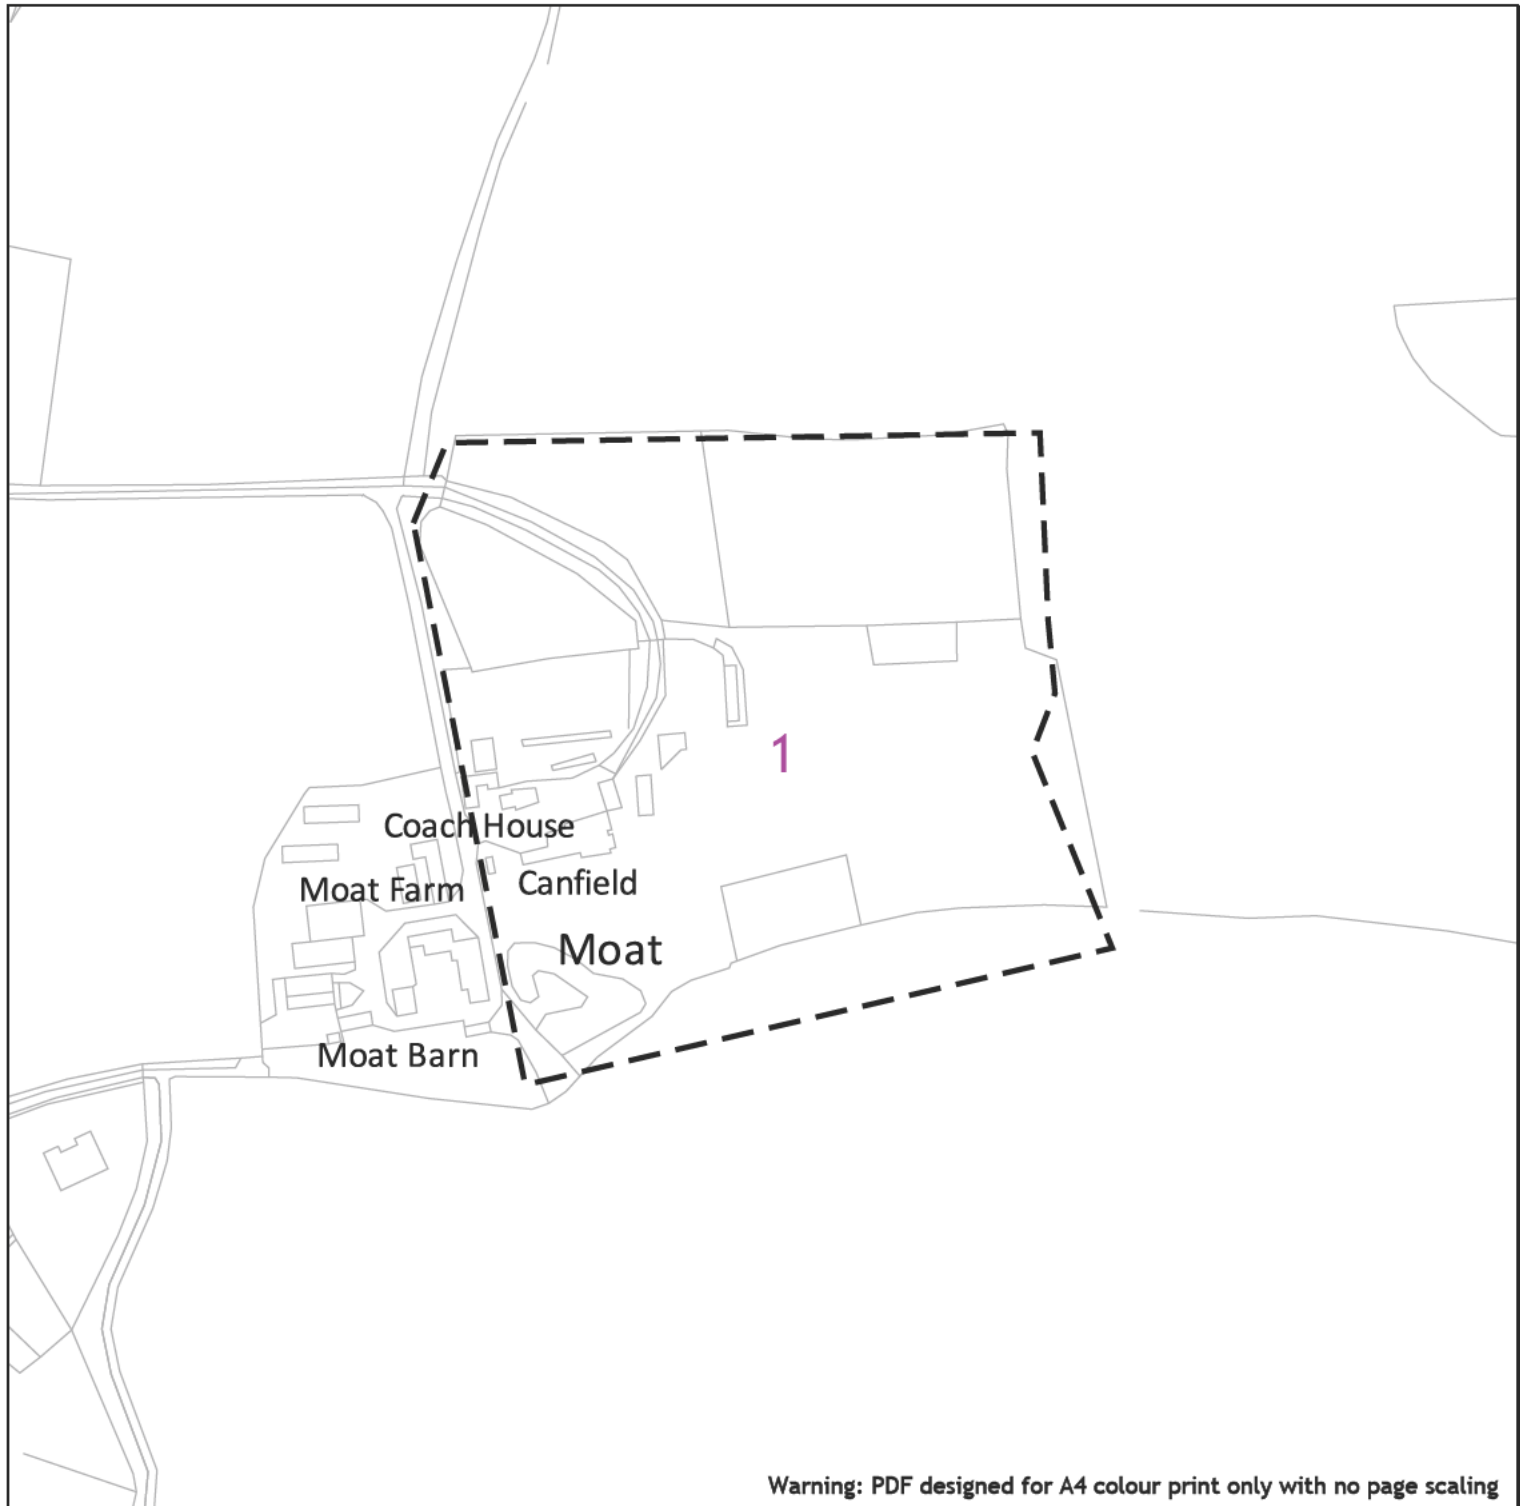 1
Coach House
Moat Farm
Canfield
Moat
Moat Barn
Warning: PDF designed for A4 colour print only with no page scaling